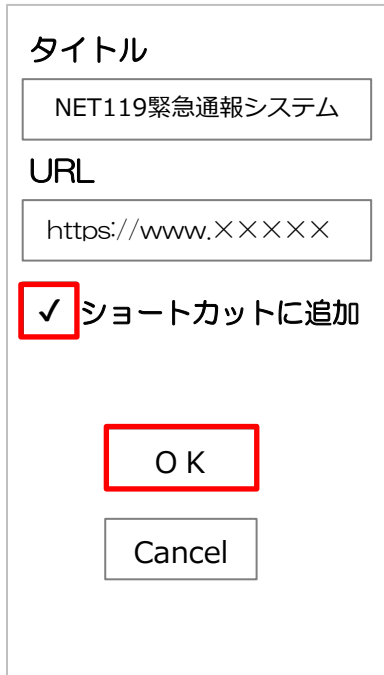 タイトル
NET119緊急通報システム
URL
https://www.×××××
✓ ショートカットに追加
ＯＫ
Cancel